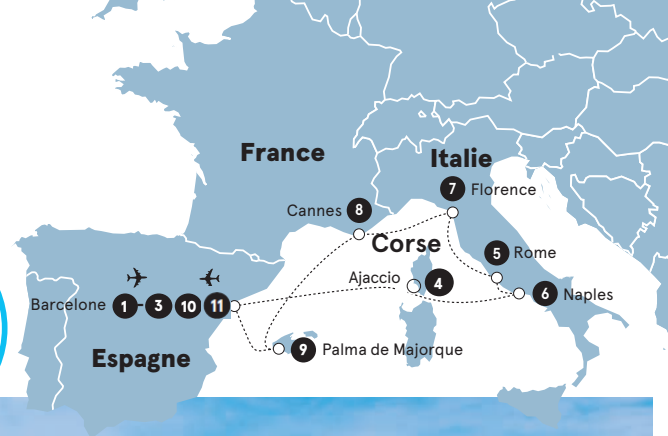 France
Italie
7 Florence
Cannes 8
Corse
5 Rome
Ajaccio 4
6 Naples
Barcelone 1-3 10 11
9 Palma de Majorque
Espagne